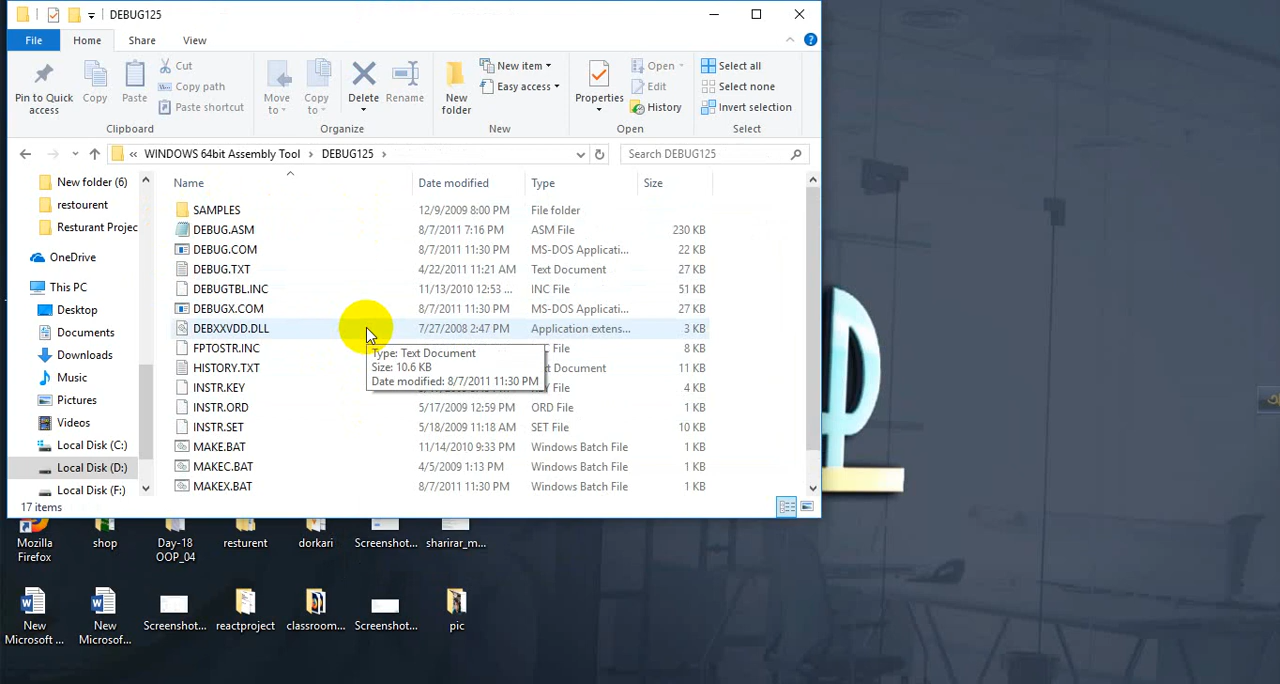 DEBUG125
File Home Share View
Pin to Quick access
Copy
Paste
Cut
Copy path
Paste shortcut
Clipboard
Move to
Copy to
Delete
Rename
Organize
New folder
New item
Easy access
New
Properties
Open
Edit
History
Open
Select all
Select none
Invert selection
Select
« WINDOWS 64bit Assembly Tool > DEBUG125 >
Search DEBUG125
New folder (6)
restourent
Resturant Projec
OneDrive
This PC
Desktop
Documents
Downloads
Music
Pictures
Videos
Local Disk (C:)
Local Disk (D:)
Local Disk (F:)
Name Date modified Type Size
SAMPLES 12/9/2009 8:00 PM File folder
DEBUG.ASM 8/7/2011 7:16 PM ASM File 230 KB
DEBUG.COM 8/7/2011 11:30 PM MS-DOS Applicati... 22 KB
DEBUG.TXT 4/22/2011 11:21 AM Text Document 27 KB
DEBUGTBL.INC 11/13/2010 12:53 ... INC File 51 KB
DEBUGX.COM 8/7/2011 11:30 PM MS-DOS Applicati... 27 KB
DEBXXVDD.DLL 7/27/2008 2:47 PM Application extens... 3 KB
FPTOSTR.INC C File 8 KB
HISTORY.TXT xt Document 11 KB
INSTR.KEY Y File 4 KB
INSTR.ORD 5/17/2009 12:59 PM ORD File 1 KB
INSTR.SET 5/18/2009 11:18 AM SET File 10 KB
MAKE.BAT 11/14/2010 9:33 PM Windows Batch File 1 KB
MAKEC.BAT 4/5/2009 1:13 PM Windows Batch File 1 KB
MAKEX.BAT 8/7/2011 11:30 PM Windows Batch File 1 KB
Type: Text Document
Size: 10.6 KB
Date modified: 8/7/2011 11:30 PM
17 items
Mozilla Firefox
shop
Day-18 OOP_04
resturent
dorkari
Screenshot...
sharirar_m...
New Microsoft ...
New Microsof...
Screenshot...
reactproject
classroom...
Screenshot...
pic